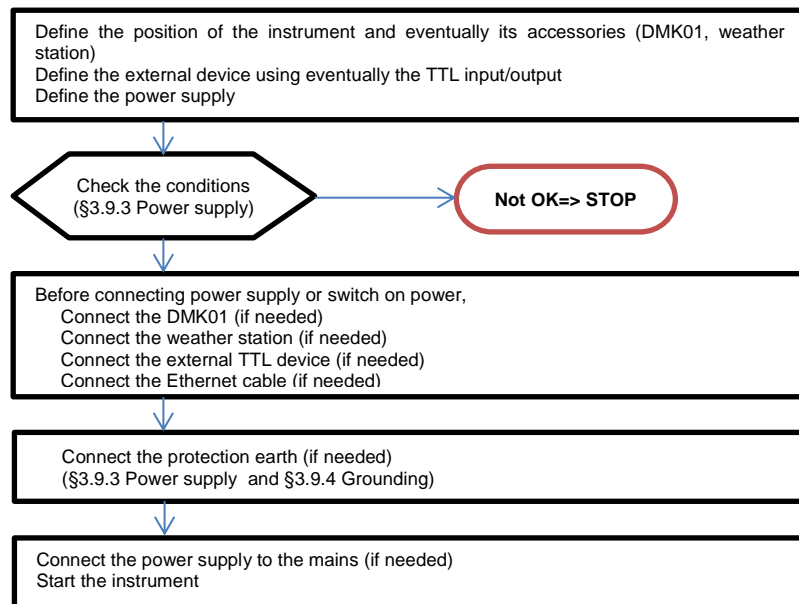 Define the position of the instrument and eventually its accessories (DMK01, weather
station)
Define the external device using eventually the TTL input/output
Define the power supply
Check the conditions
(§3.9.3 Power supply)
Not OK=> STOP
Before connecting power supply or switch on power,
Connect the DMK01 (if needed)
Connect the weather station (if needed)
Connect the external TTL device (if needed)
Connect the Ethernet cable (if needed)
Connect the protection earth (if needed)
(§3.9.3 Power supply and §3.9.4 Grounding)
Connect the power supply to the mains (if needed)
Start the instrument